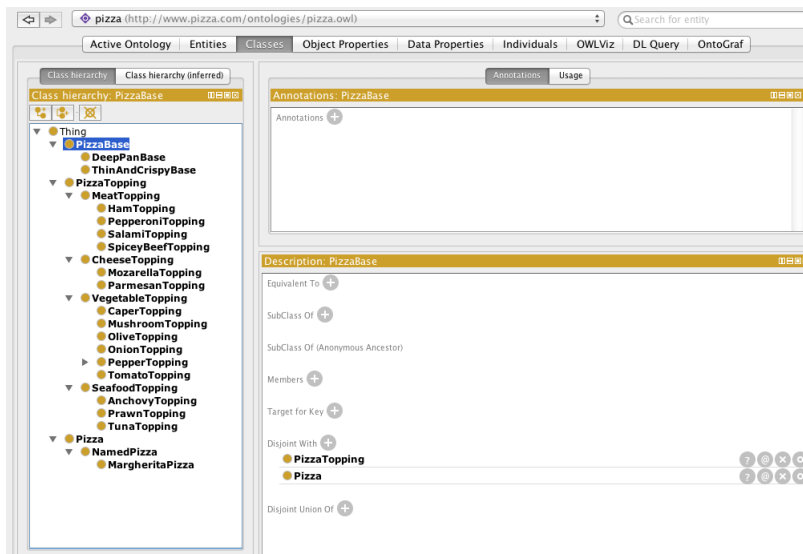 pizza (http://www.pizza.com/ontologies/pizza.owl)
Search for entity
Active Ontology Entities Classes Object Properties Data Properties Individuals OWLViz DL Query OntoGraf
Class hierarchy Class hierarchy (inferred)
Class hierarchy: PizzaBase
Thing
PizzaBase
DeepPanBase
ThinAndCrispyBase
PizzaTopping
MeatTopping
HamTopping
PepperoniTopping
SalamiTopping
SpiceyBeefTopping
CheeseTopping
MozarellaTopping
ParmesanTopping
VegetableTopping
CaperTopping
MushroomTopping
OliveTopping
OnionTopping
PepperTopping
TomatoTopping
SeafoodTopping
AnchovyTopping
PrawnTopping
TunaTopping
Pizza
NamedPizza
MargheritaPizza
Annotations Usage
Annotations: PizzaBase
Annotations
Description: PizzaBase
Equivalent To
SubClass Of
SubClass Of (Anonymous Ancestor)
Members
Target for Key
Disjoint With
PizzaTopping
Pizza
Disjoint Union Of